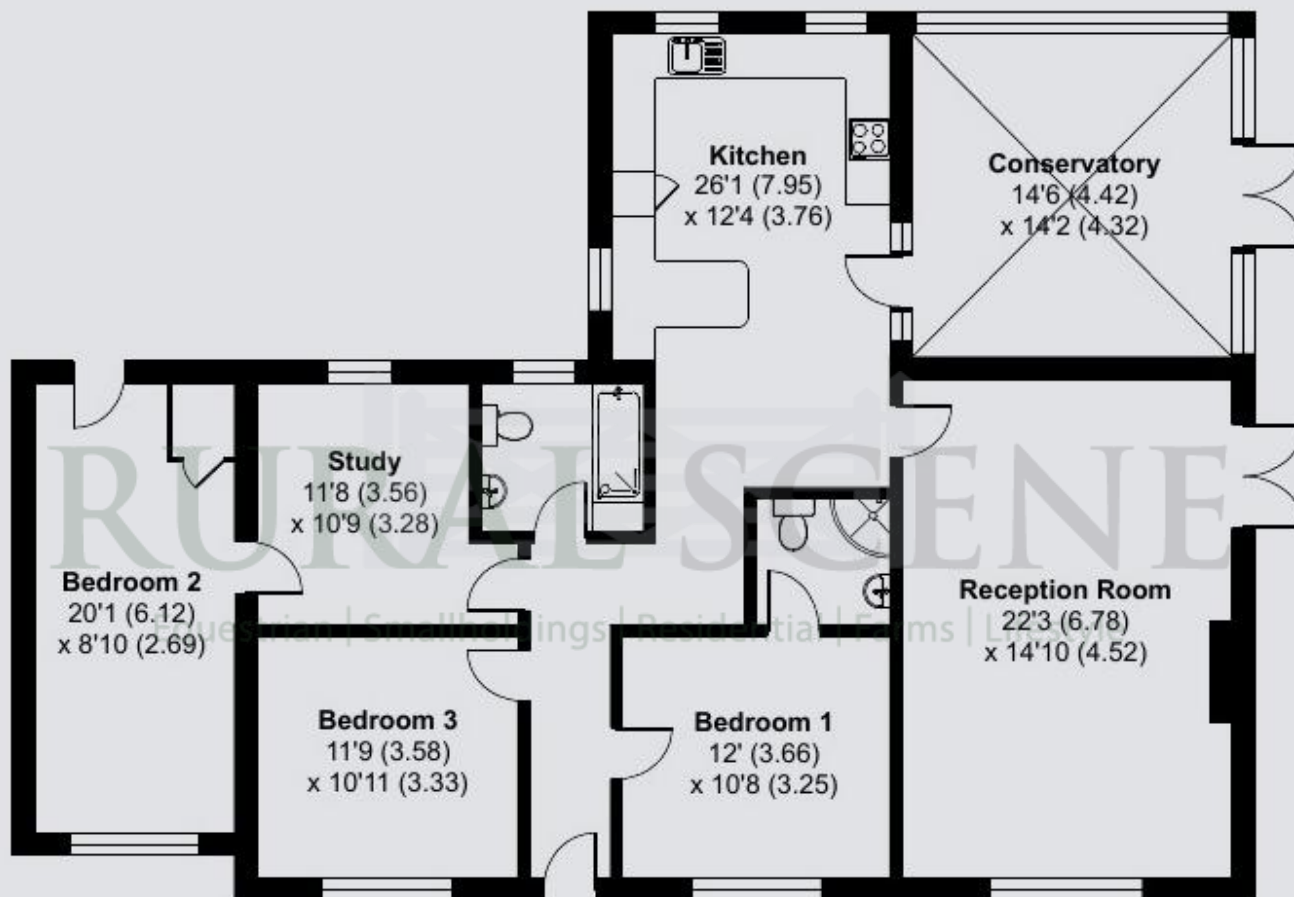 Kitchen
26'1 (7.95)
x 12'4 (3.76)
Conservatory
14'6 (4.42)
x 14'2 (4.32)
Study
11'8 (3.56)
x 10'9 (3.28)
RURAL SCENE
Bedroom 2
20'1 (6.12)
x 8'10 (2.69)
Reception Room
22'3 (6.78)
x 14'10 (4.52)
Equestrian | Smallholdings | Residential | Farms | Lifestyle
Bedroom 3
11'9 (3.58)
x 10'11 (3.33)
Bedroom 1
12' (3.66)
x 10'8 (3.25)